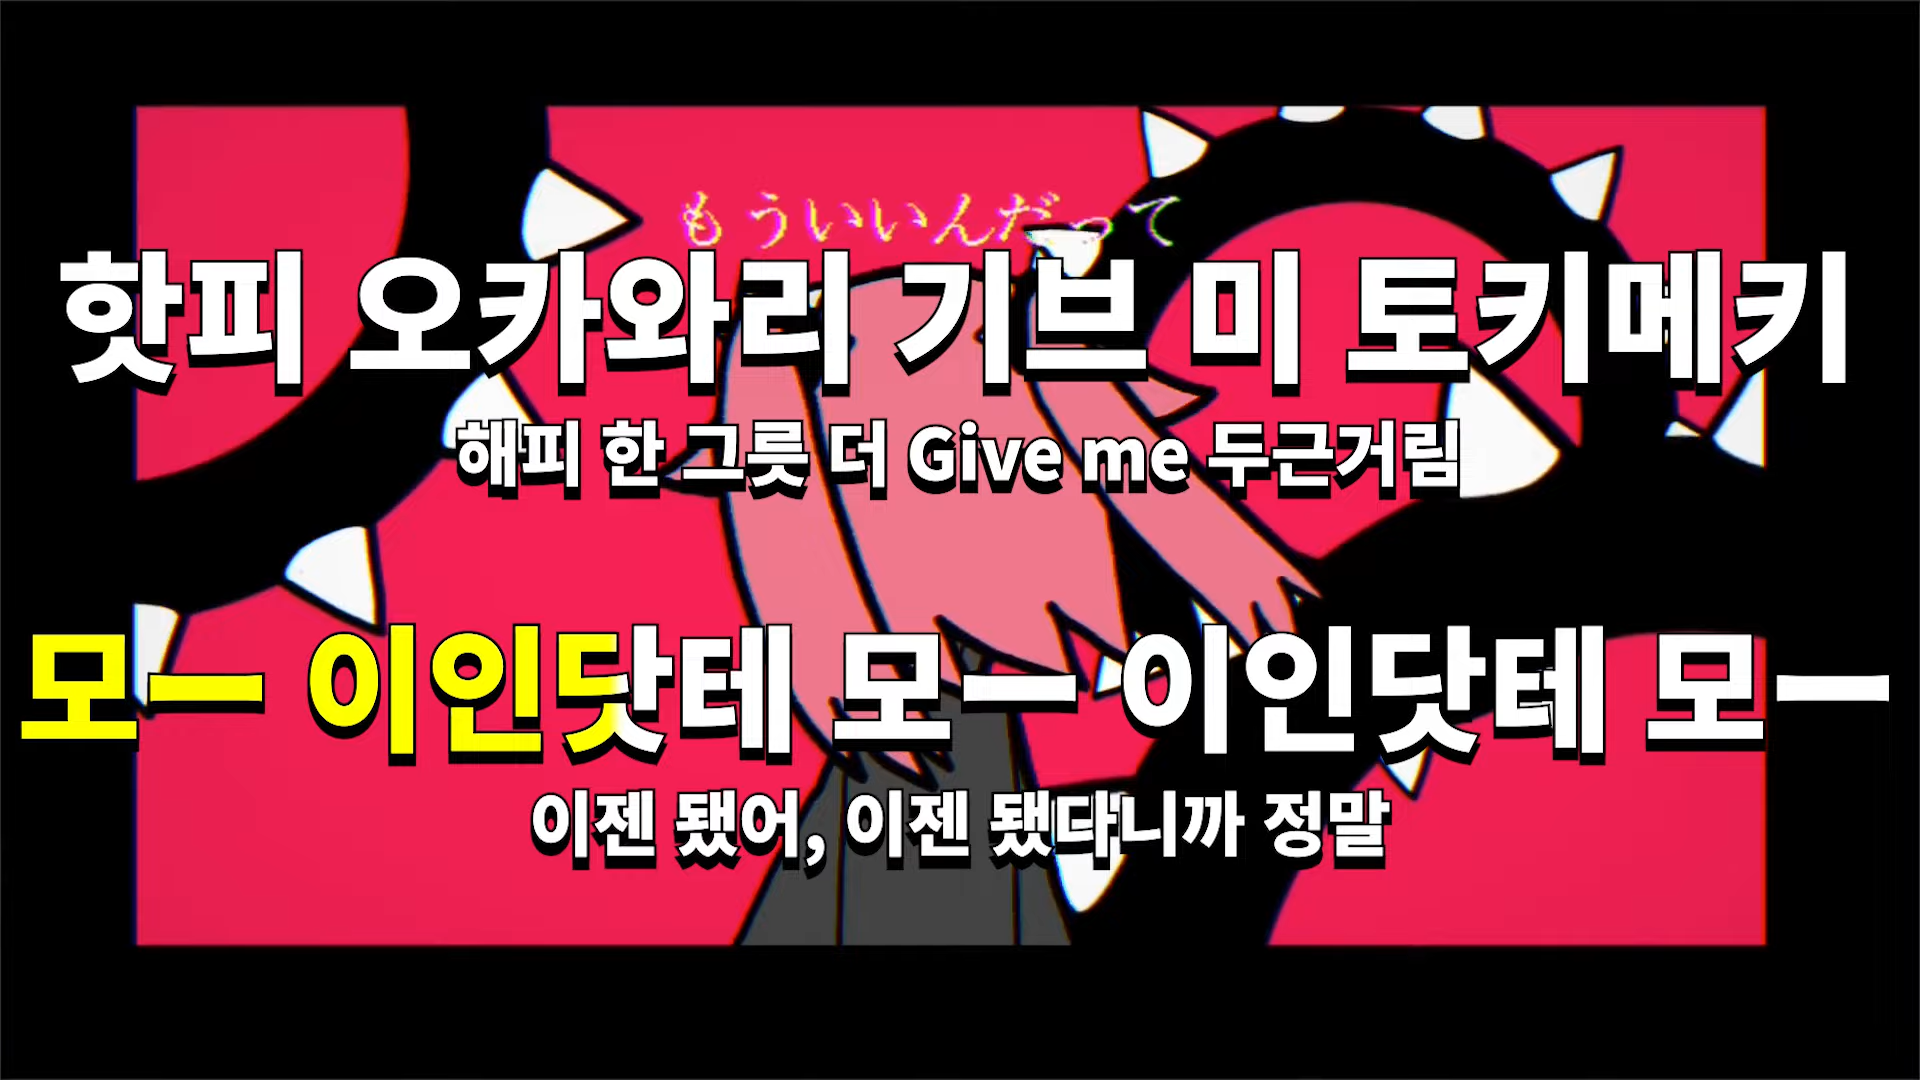 もういいんだって
핫피 오카와리 기브 미 토키메키
해피 한 그릇 더 Give me 두근거림
모ー 이인닷테 모ー 이인닷테 모ー
이젠 됐어, 이젠 됐다니까 정말